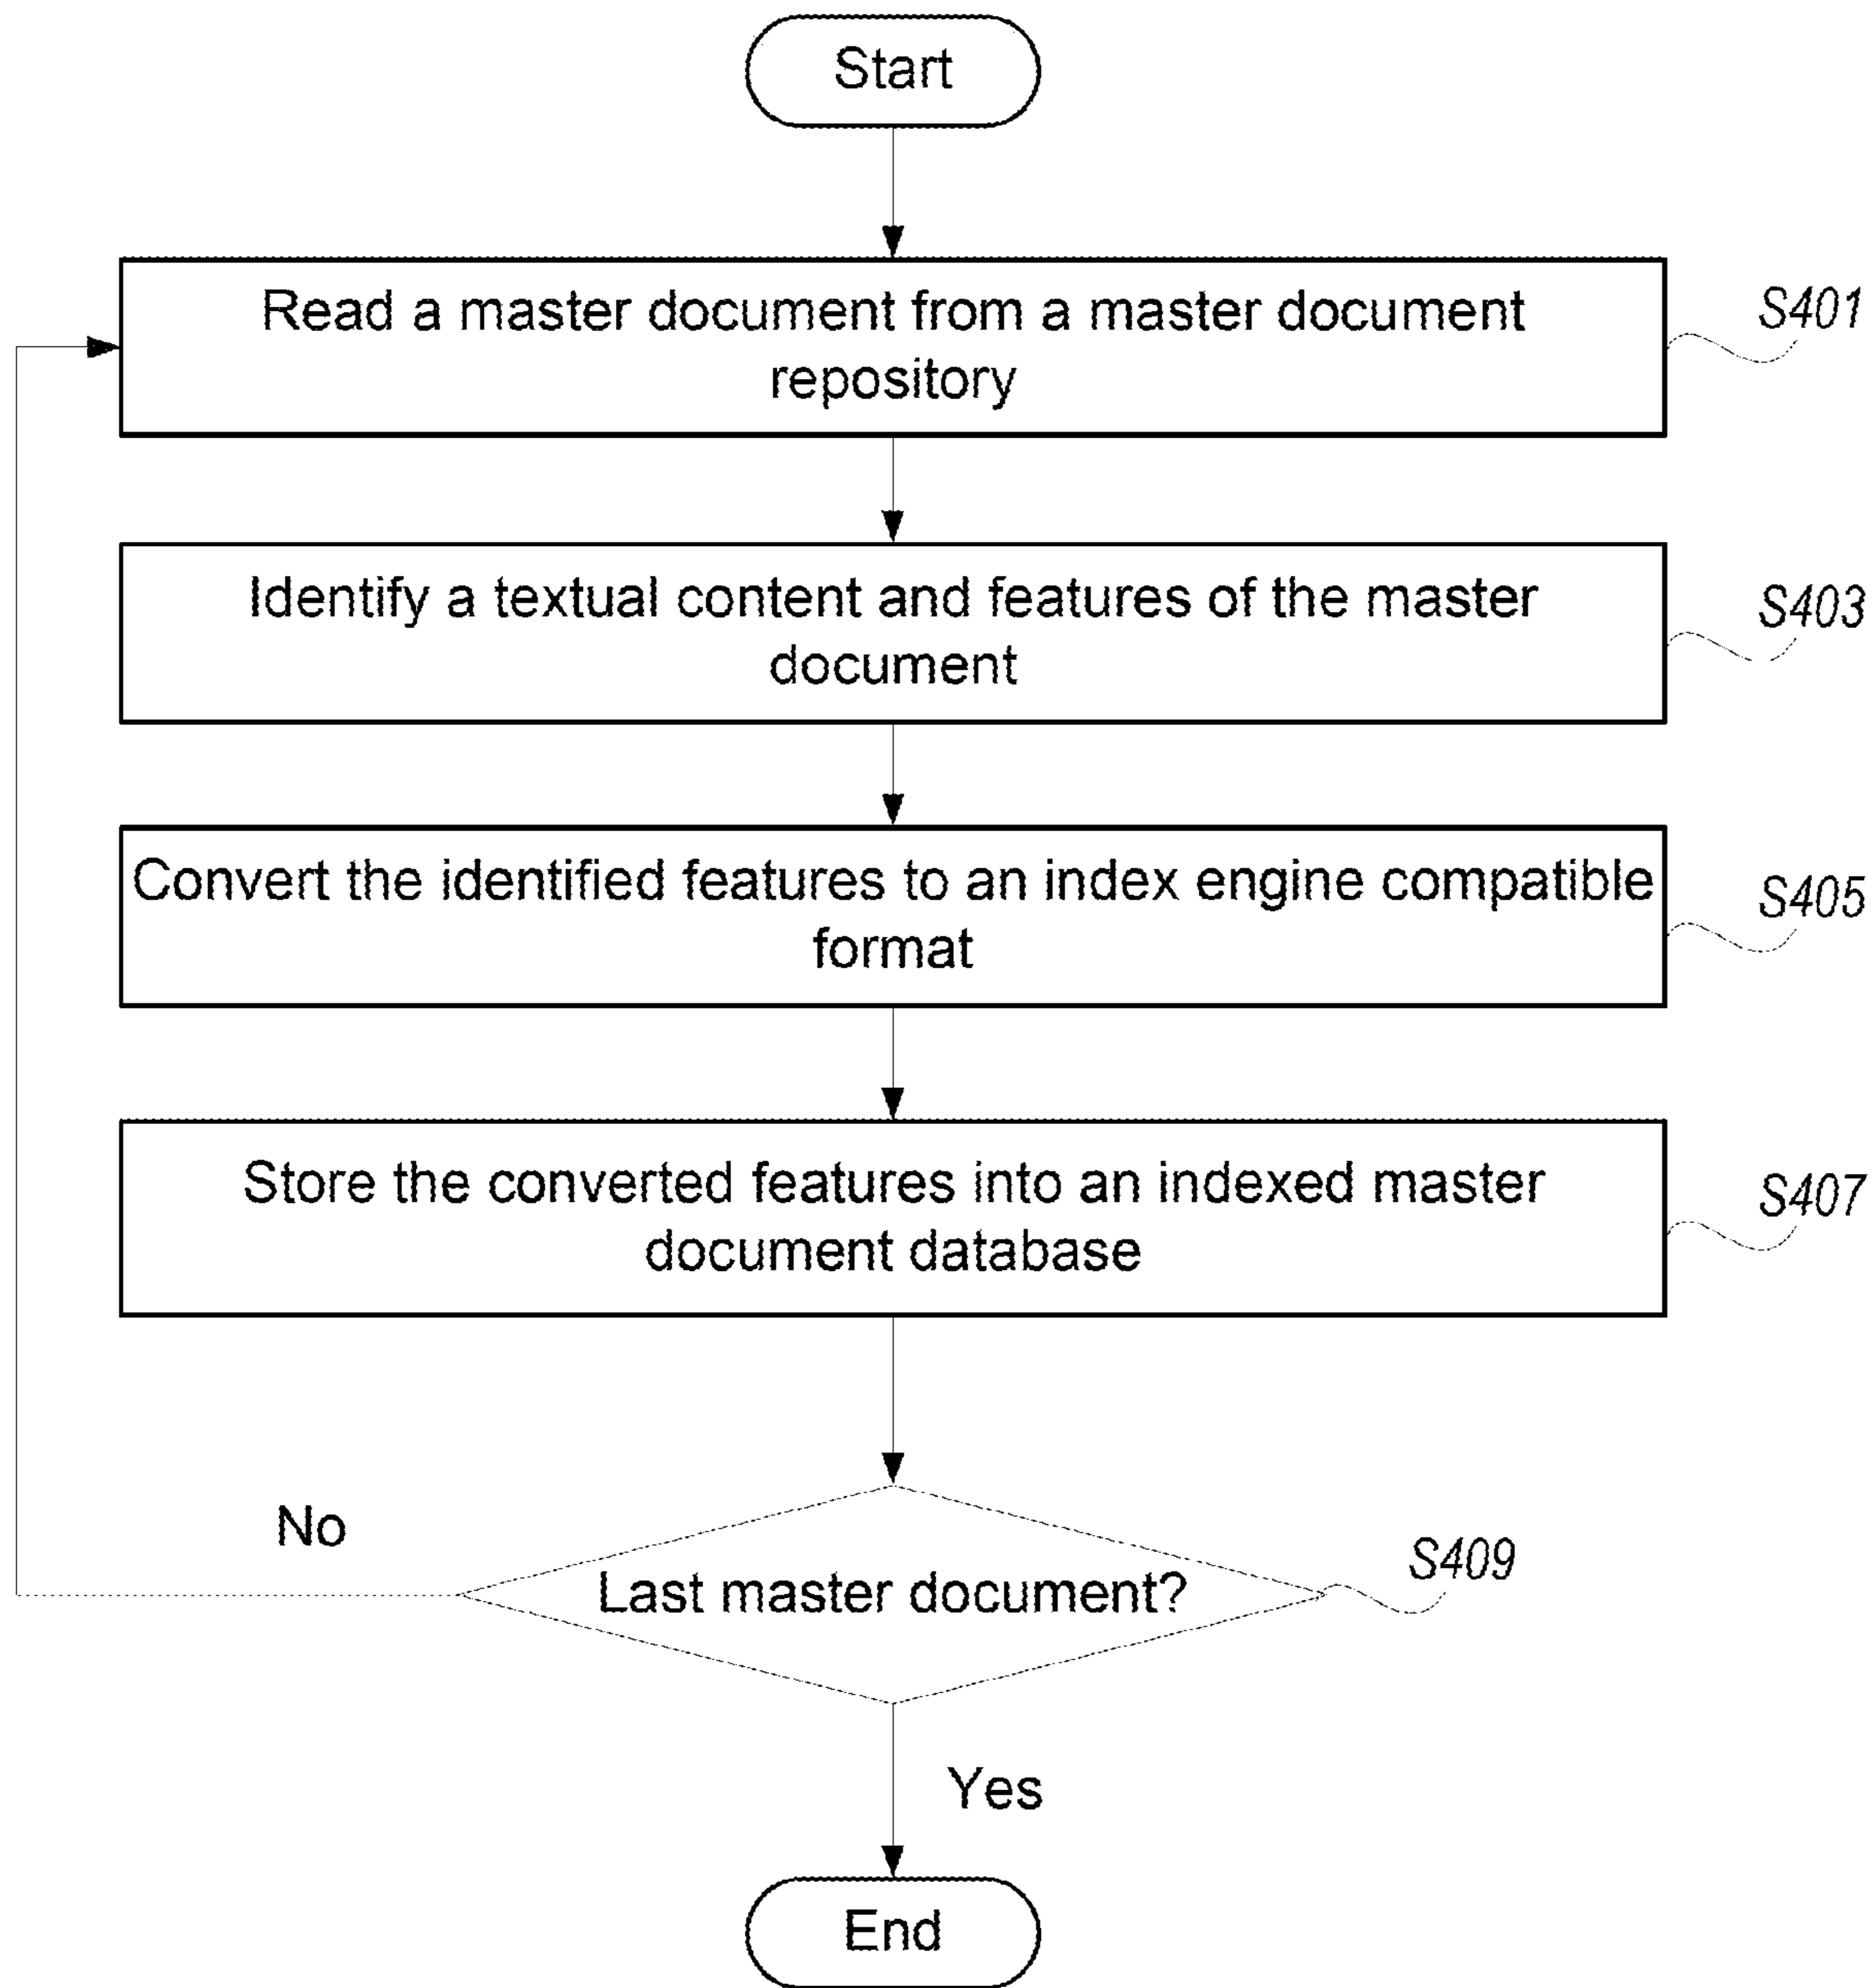 Start
Read a master document from a master document
repository
S401
Identify a textual content and features of the master
document
S403
Convert the identified features to an index engine compatible
format
S405
Store the converted features into an indexed master
document database
S407
No
Last master document?
S409
Yes
End